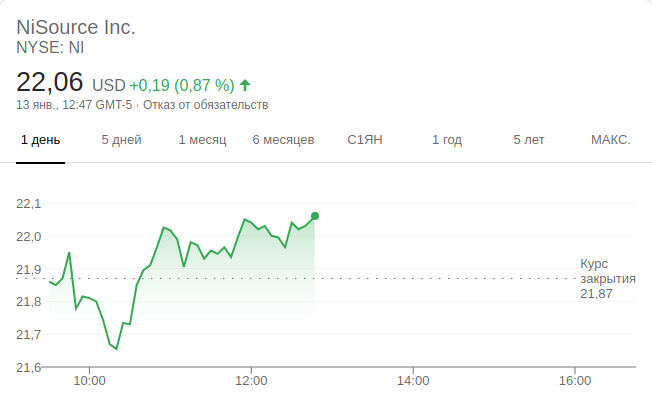 NiSource Inc.
NYSE: NI
22,06 USD +0,19 (0,87 %)
13 янв., 12:47 GMT-5 · Отказ от обязательств
1 день 5 дней 1 месяц 6 месяцев С1ЯН 1 год 5 лет МАКС.
22,1
22,0
21,9
21,8
21,7
21,6
Курс
закрытия
21,87
10:00 12:00 14:00 16:00